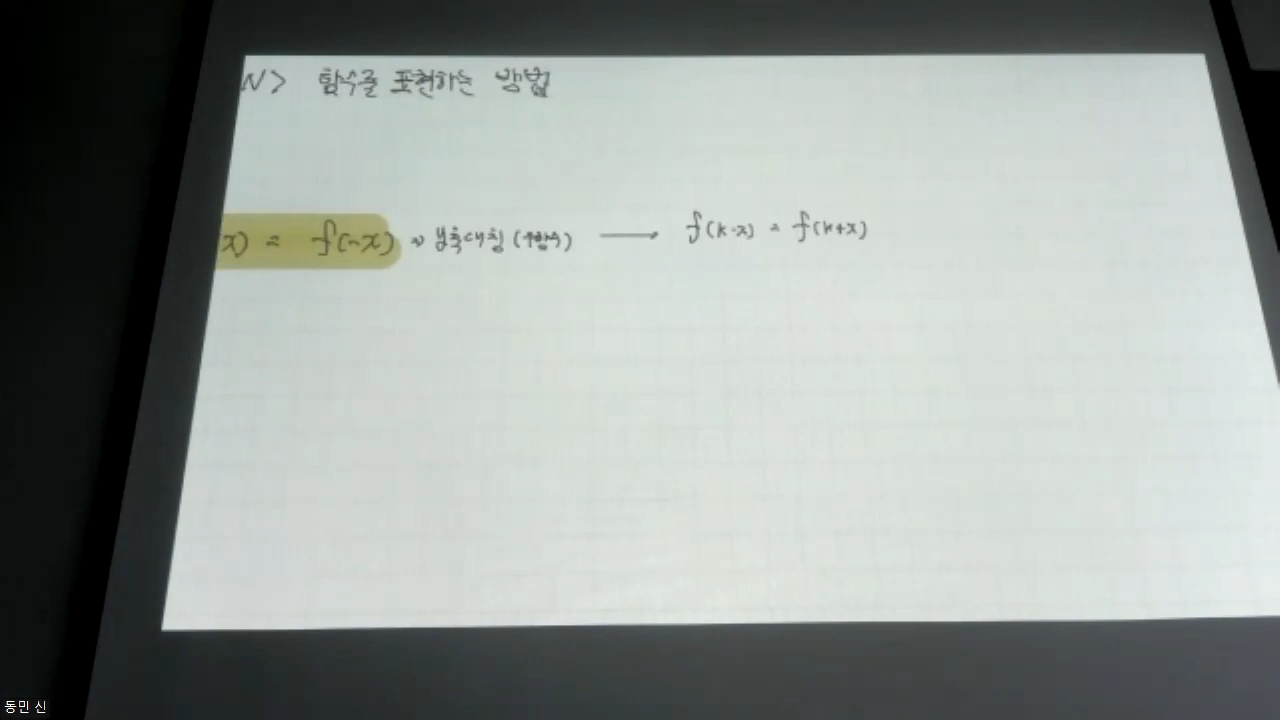 N> 함수를 표현하는 방법
x) = f(-x) ⇒ y축대칭 (우함수) → f(k-x) = f(k+x)
동민 신